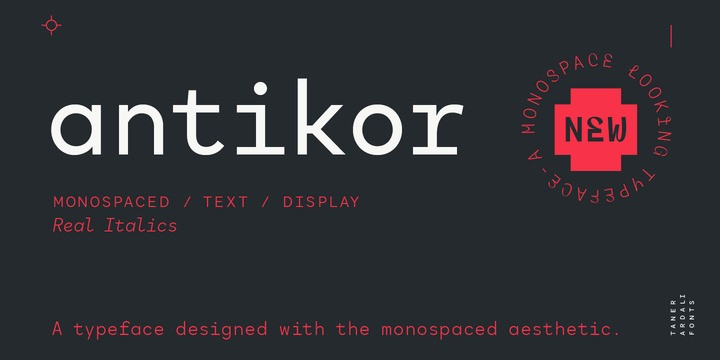 antikor
A MONOSPACE LOOKING TYPEFACE -
NEW
MONOSPACED / TEXT / DISPLAY
Real Italics
A typeface designed with the monospaced aesthetic.
TANER
ARDALI
FONTS